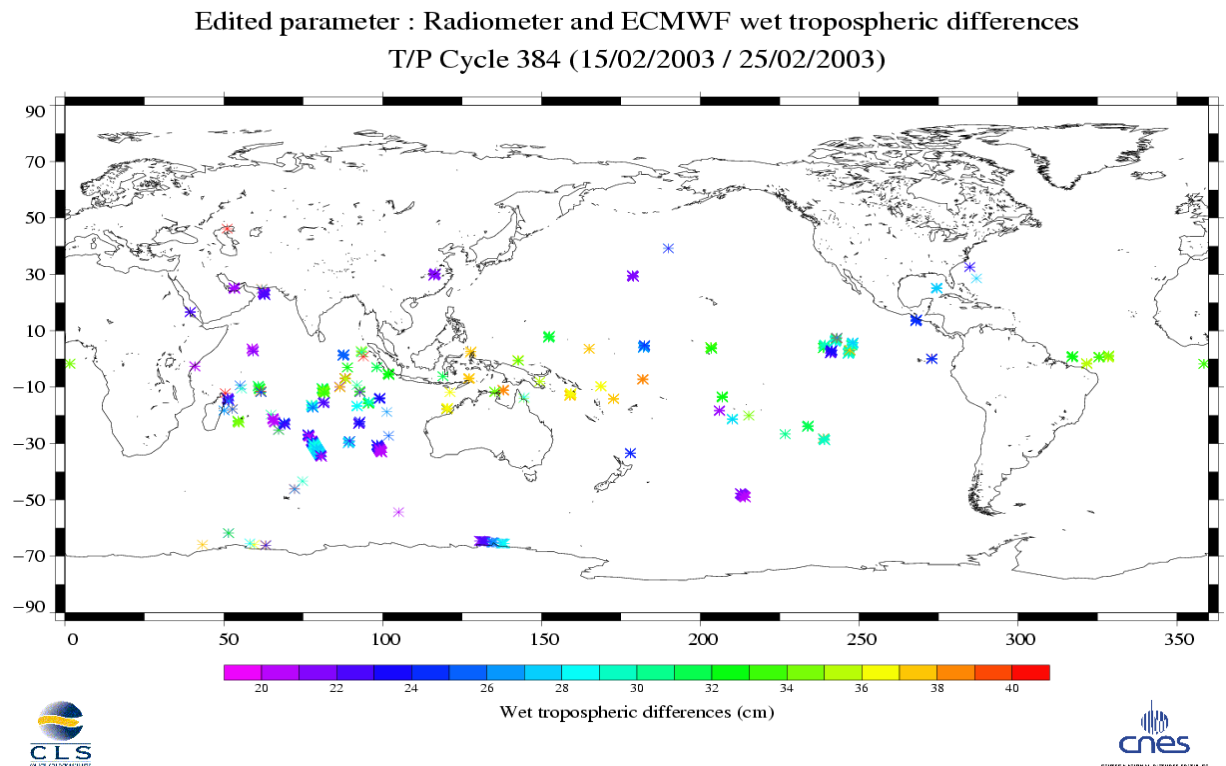 Edited parameter : Radiometer and ECMWF wet tropospheric differences
T/P Cycle 384 (15/02/2003 / 25/02/2003)
90
70
50
30
10
−10
−30
−50
−70
−90
0 50 100 150 200 250 300 350
20 22 24 26 28 30 32 34 36 38 40
Wet tropospheric differences (cm)
CLS
cnes